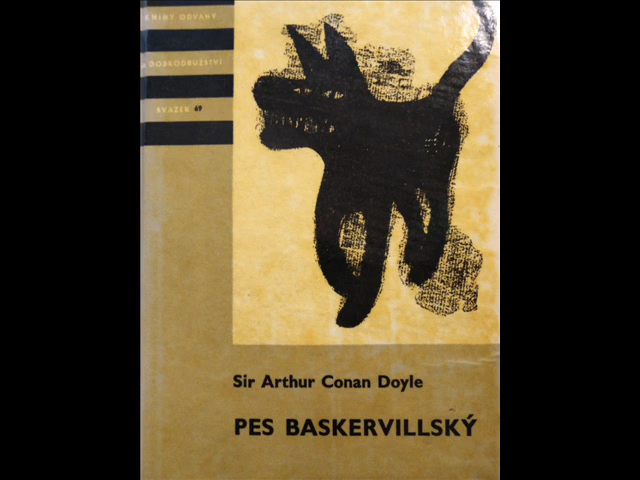 KNIHY ODVAHY
A DOBRODRUŽSTVÍ
SVAZEK 69
Sir Arthur Conan Doyle
PES BASKERVILLSKÝ